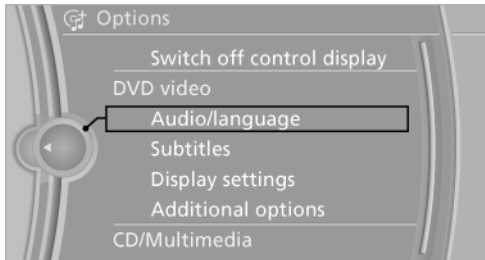 Options
Switch off control display
DVD video
Audio/language
Subtitles
Display settings
Additional options
CD/Multimedia